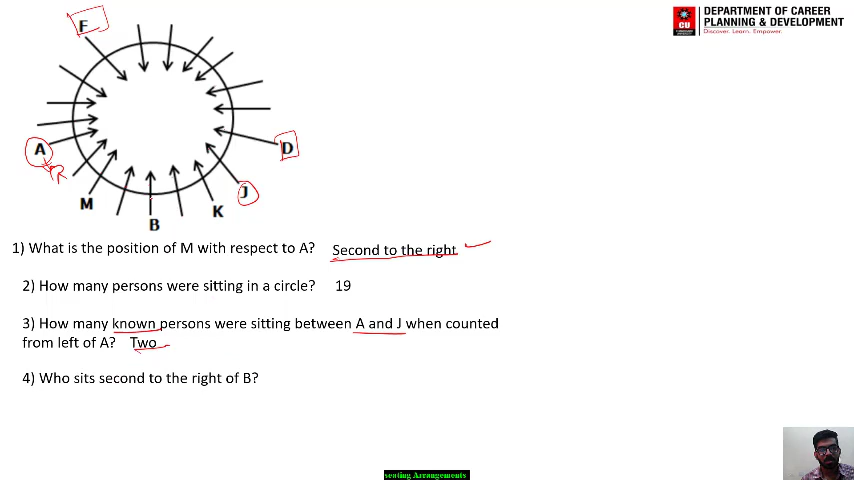 DEPARTMENT OF CAREER
PLANNING & DEVELOPMENT
Discover. Learn. Empower.
CU
F
A
R
D
M
J
K
B
1) What is the position of M with respect to A? Second to the right
2) How many persons were sitting in a circle? 19
3) How many known persons were sitting between A and J when counted
from left of A? Two
4) Who sits second to the right of B?
seating Arrangements